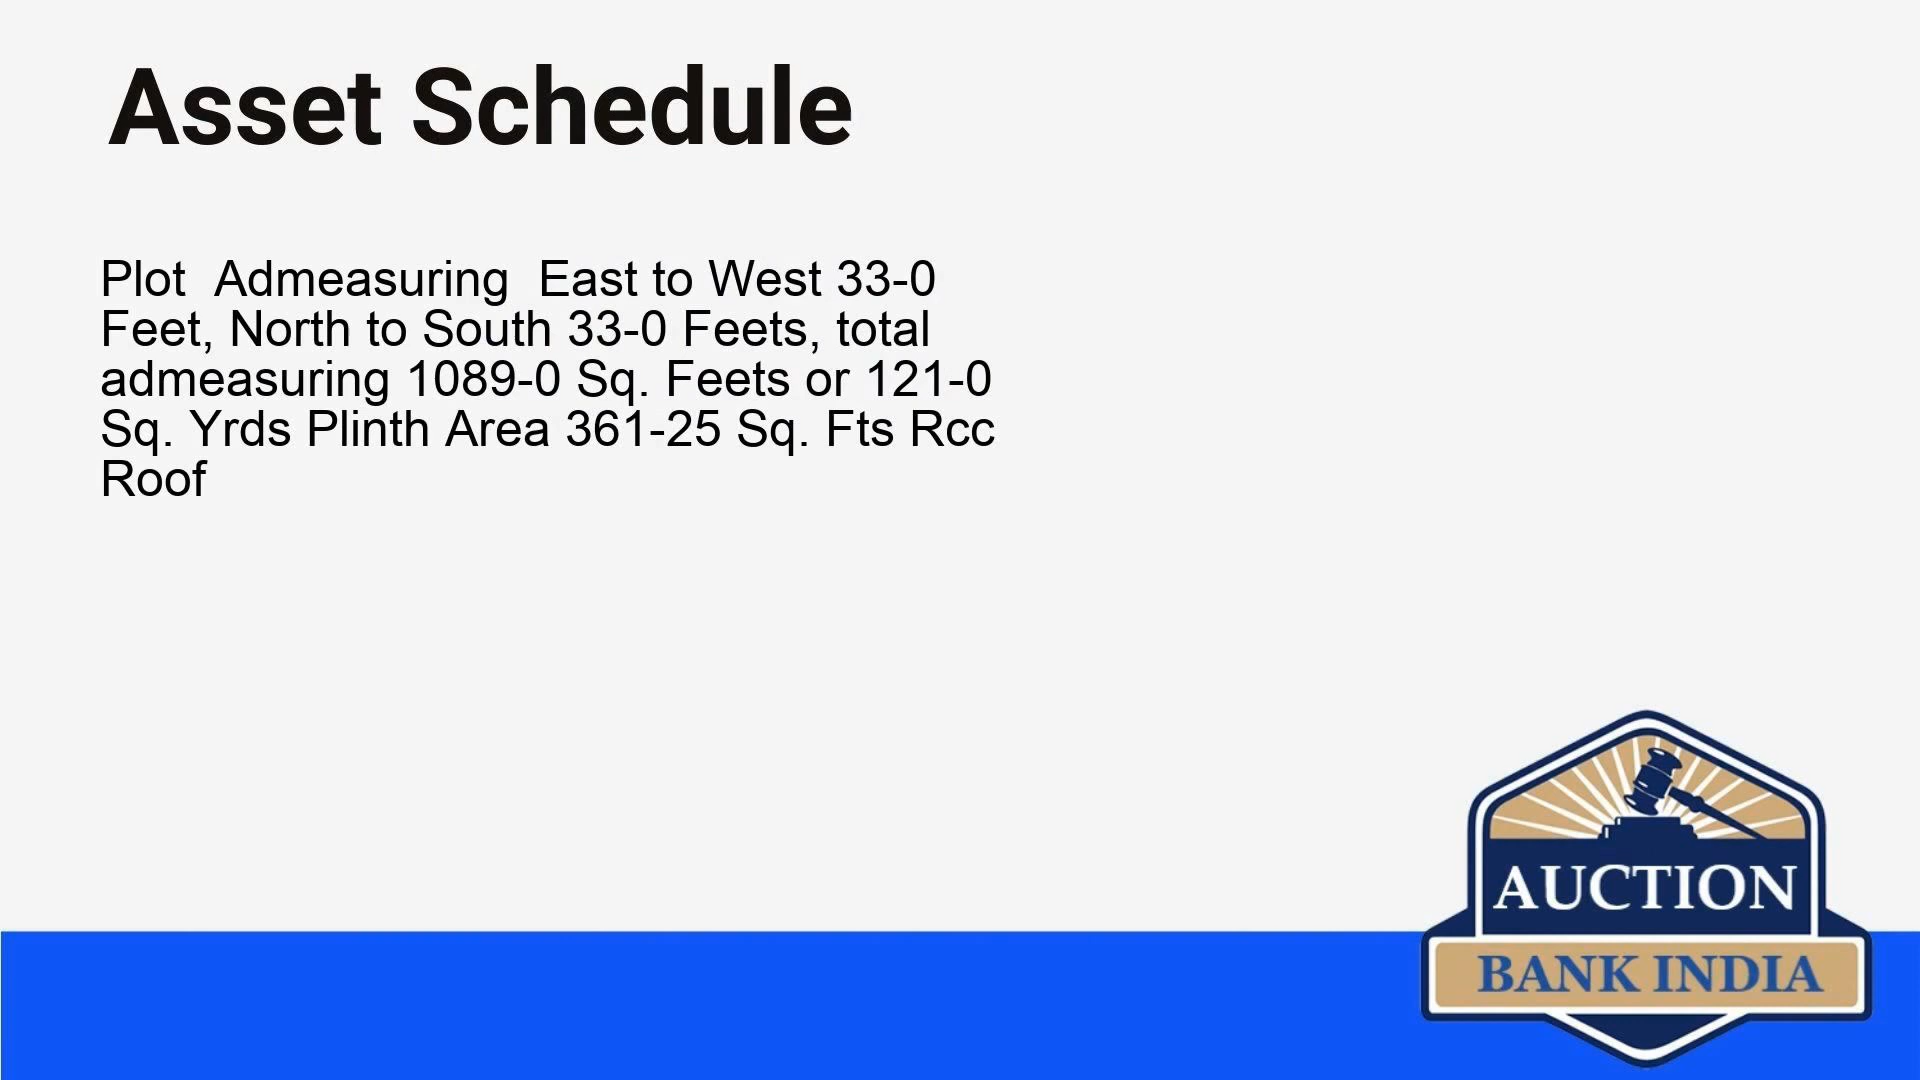 Asset Schedule
Plot  Admeasuring  East to West 33-0
Feet, North to South 33-0 Feets, total
admeasuring 1089-0 Sq. Feets or 121-0
Sq. Yrds Plinth Area 361-25 Sq. Fts Rcc
Roof
AUCTION
BANK INDIA